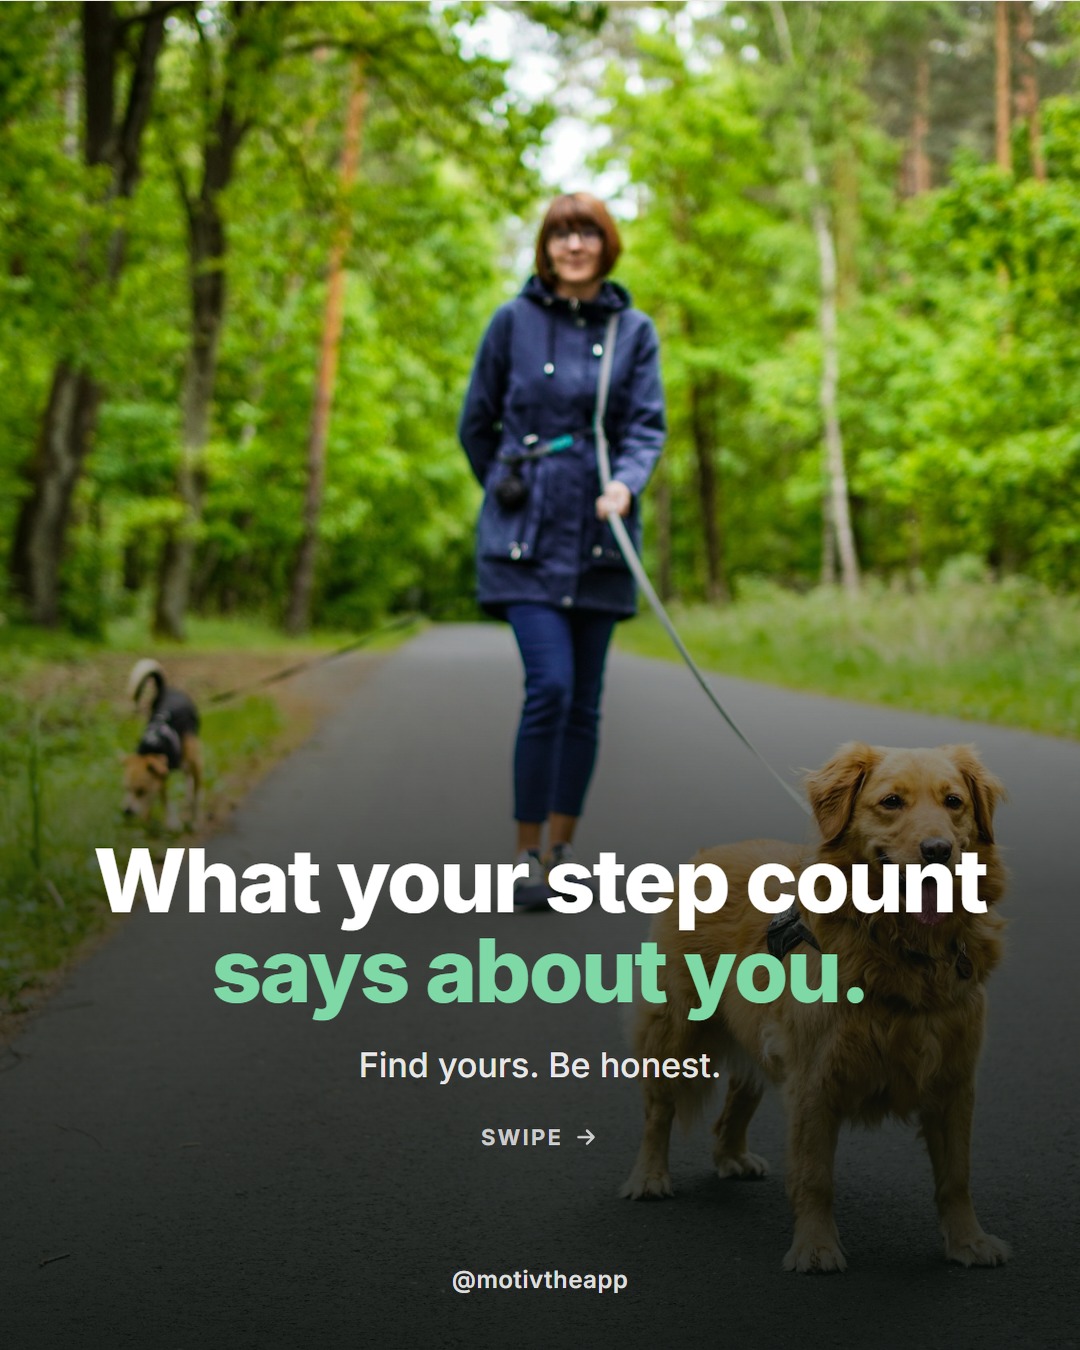 What your step count
says about you.
Find yours. Be honest.
SWIPE →
@motivtheapp